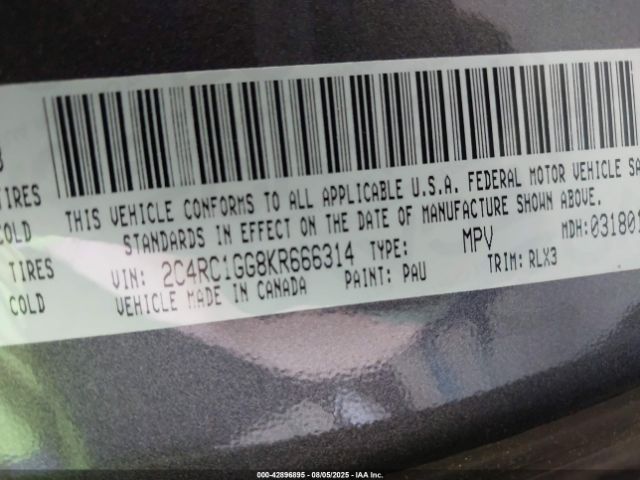 TIRES
COLD
TIRES
COLD
THIS VEHICLE CONFORMS TO ALL APPLICABLE U.S.A. FEDERAL MOTOR VEHICLE SA
STANDARDS IN EFFECT ON THE DATE OF MANUFACTURE SHOWN ABOVE.
VIN: 2C4RC1GG8KR666314 TYPE: MPV MDH:03180
VEHICLE MADE IN CANADA PAINT: PAU TRIM: RLX3
000-42896895 - 08/05/2025 - IAA Inc.